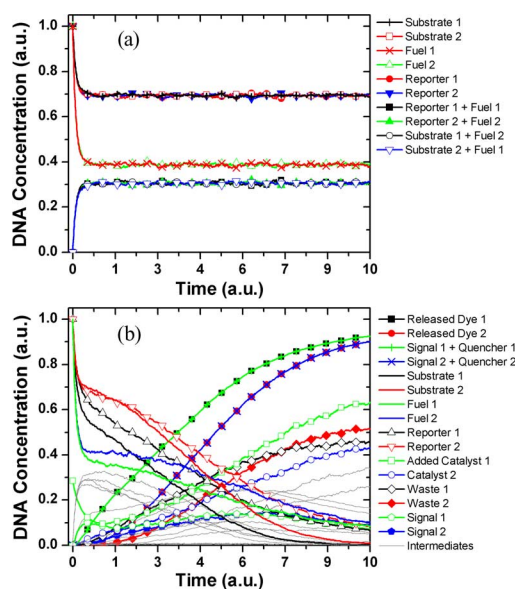 (a)
DNA Concentration (a.u.)
1.0
0.8
0.6
0.4
0.2
0.0
0 1 2 4 5 6 7 8 10
Time (a.u.)
Substrate 1
Substrate 2
Fuel 1
Fuel 2
Reporter 1
Reporter 2
Reporter 1 + Fuel 1
Reporter 2 + Fuel 2
Substrate 1 + Fuel 2
Substrate 2 + Fuel 1
(b)
DNA Concentration (a.u.)
1.0
0.8
0.6
0.4
0.2
0.0
0 1 2 4 5 6 7 8 10
Time (a.u.)
Released Dye 1
Released Dye 2
Signal 1 + Quencher 1
Signal 2 + Quencher 2
Substrate 1
Substrate 2
Fuel 1
Fuel 2
Reporter 1
Reporter 2
Added Catalyst 1
Catalyst 2
Waste 1
Waste 2
Signal 1
Signal 2
Intermediates